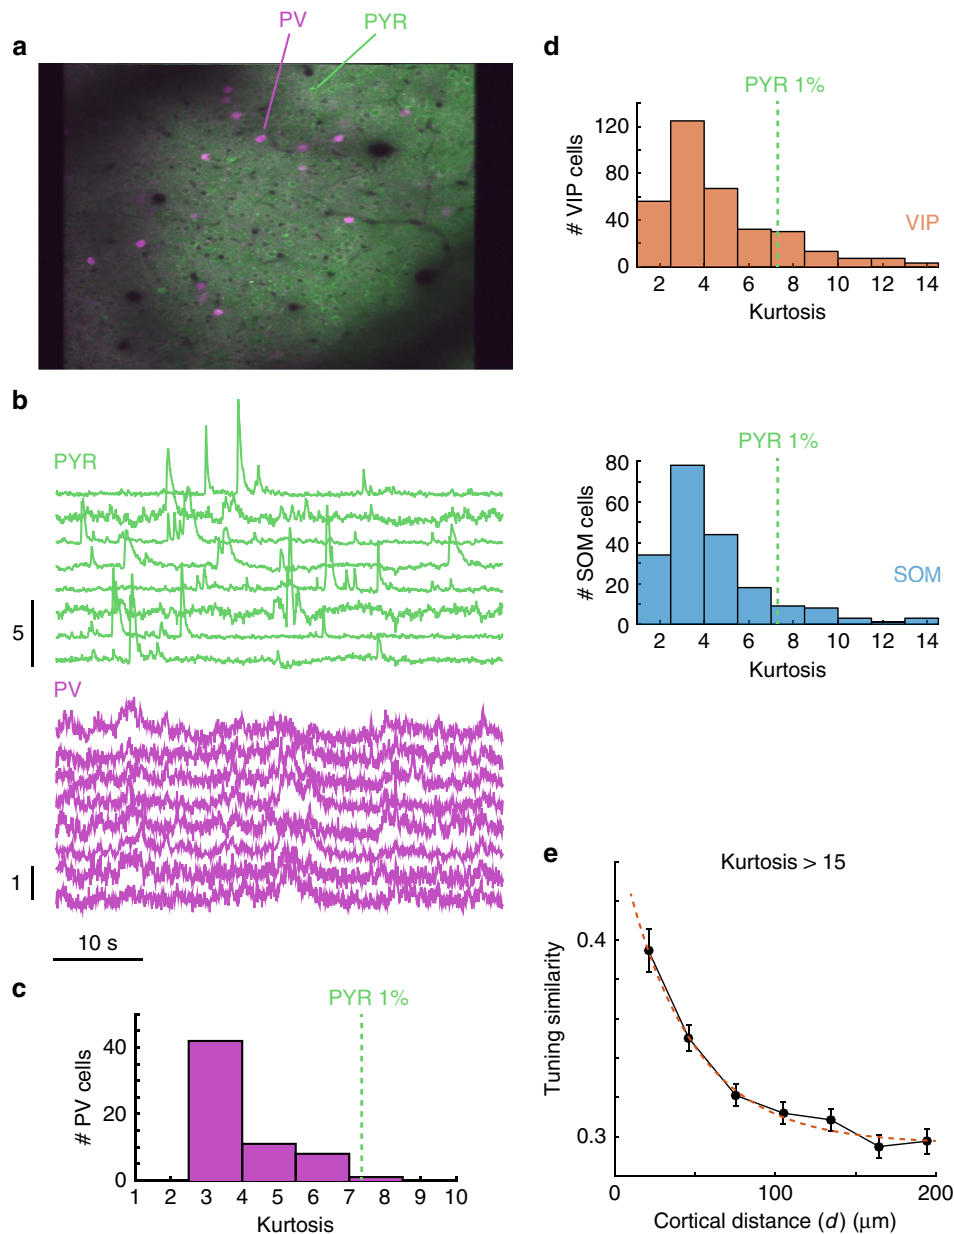 a
PV
PYR
b
PYR
5
PV
1
10 s
c
PYR 1%
# PV cells
40
20
0
1 2 3 4 5 6 7 8 9 10
Kurtosis
d
PYR 1%
# VIP cells
120
80
40
0
VIP
2 4 6 8 10 12 14
Kurtosis
PYR 1%
# SOM cells
80
60
40
20
0
SOM
2 4 6 8 10 12 14
Kurtosis
e
Kurtosis > 15
Tuning similarity
0.4
0.3
0 100 200
Cortical distance (d) (μm)